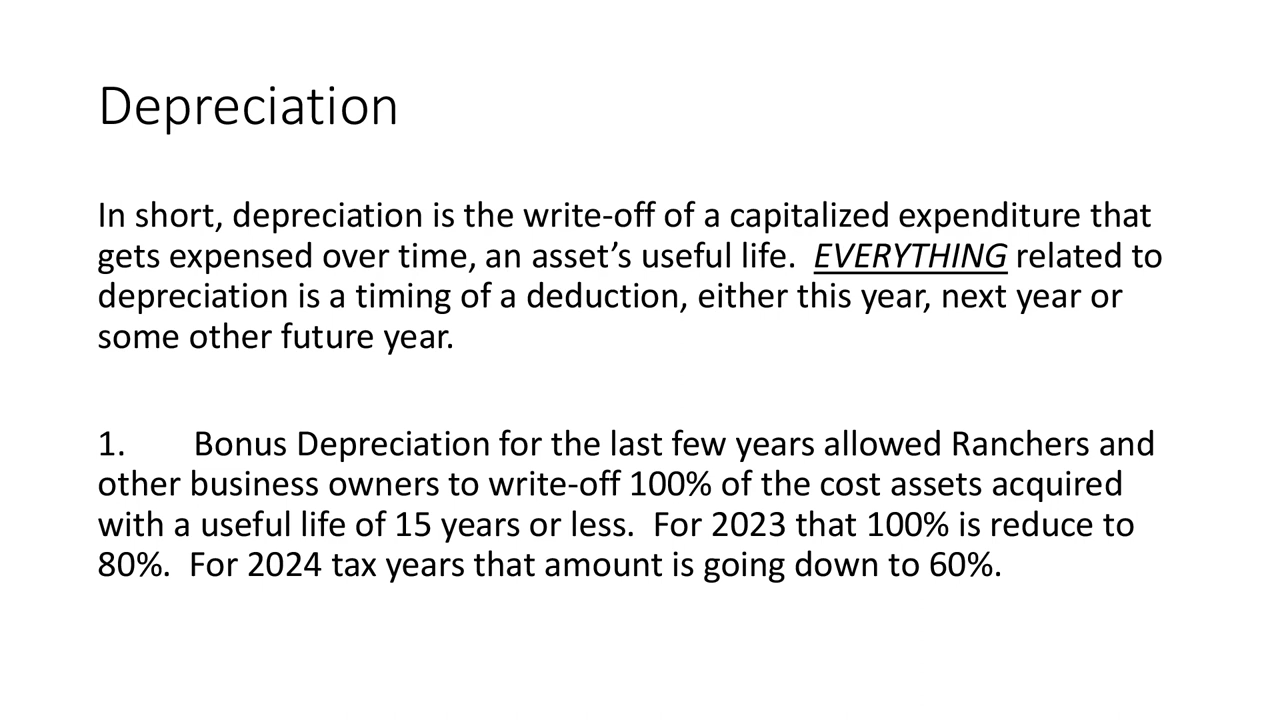 Depreciation
In short, depreciation is the write-off of a capitalized expenditure that
gets expensed over time, an asset’s useful life.  EVERYTHING related to
depreciation is a timing of a deduction, either this year, next year or
some other future year.
1.	Bonus Depreciation for the last few years allowed Ranchers and
other business owners to write-off 100% of the cost assets acquired
with a useful life of 15 years or less.  For 2023 that 100% is reduce to
80%.  For 2024 tax years that amount is going down to 60%.